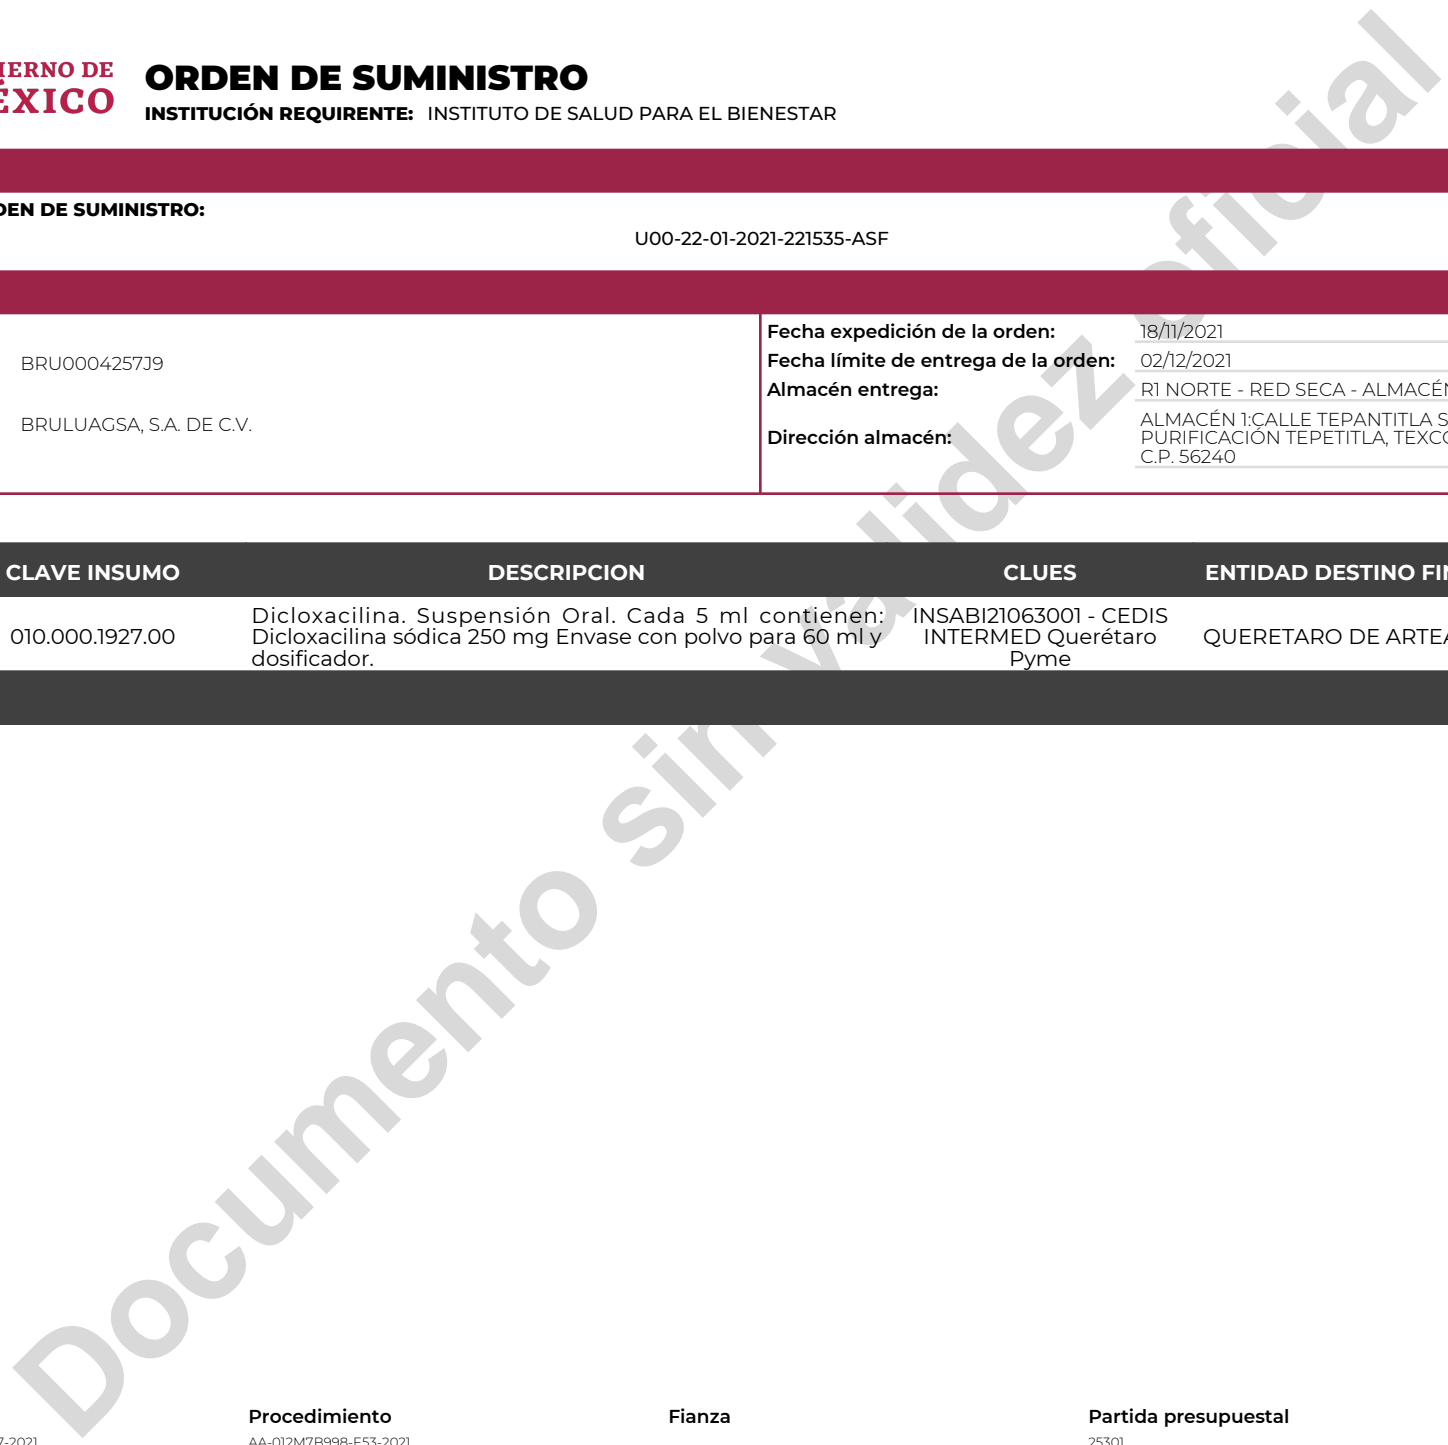 ORDEN DE SUMINISTRO
INSTITUCIÓN REQUIRENTE: INSTITUTO DE SALUD PARA EL BIENESTAR
DE SUMINISTRO:
U00-22-01-2021-221535-ASF
BRU0004257J9
BRULUAGSA, S.A. DE C.V.
Fecha expedición de la orden: 18/11/2021
Fecha límite de entrega de la orden: 02/12/2021
Almacén entrega: R1 NORTE - RED SECA - ALMACÉN
Dirección almacén:
ALMACÉN 1:CALLE TEPANTITLA S
PURIFICACIÓN TEPETITLA, TEXCO
C.P. 56240
CLAVE INSUMO DESCRIPCION CLUES ENTIDAD DESTINO FIN
010.000.1927.00
Dicloxacilina. Suspensión Oral. Cada 5 ml contienen:
Dicloxacilina sódica 250 mg Envase con polvo para 60 ml y
dosificador.
INSABI21063001 - CEDIS
INTERMED Querétaro
Pyme
QUERETARO DE ARTEA
Documento sin validez oficial
Procedimiento Fianza Partida presupuestal
-2021 AA-012M7B998-E53-2021 25301